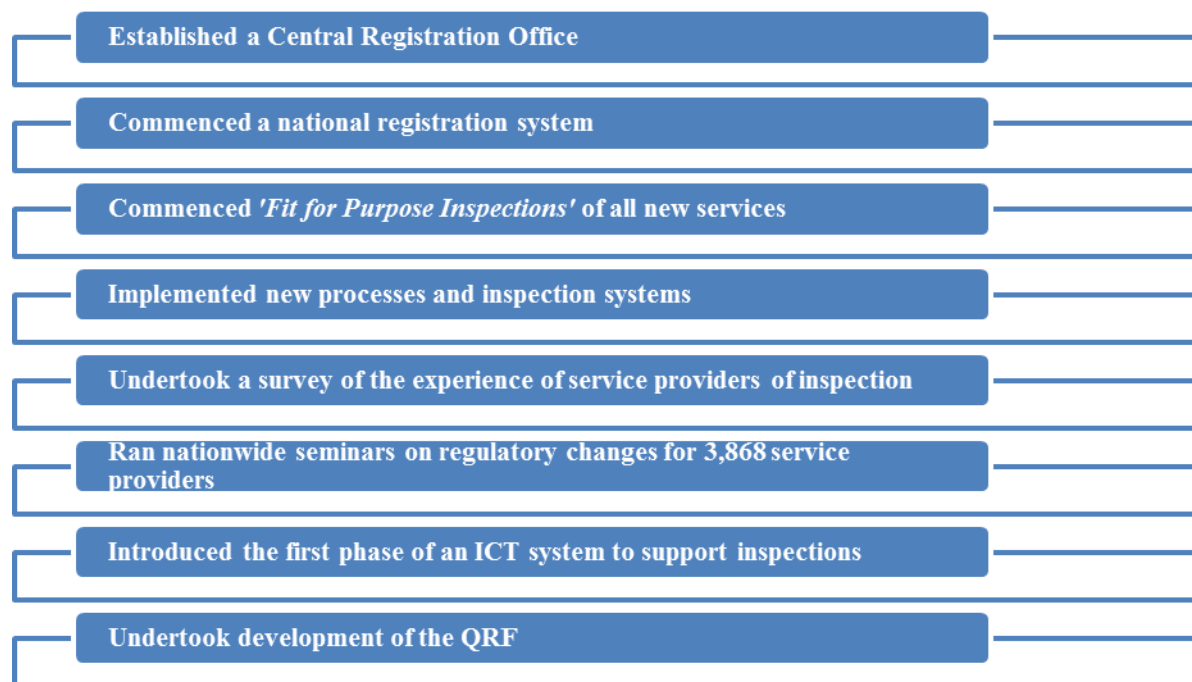 Established a Central Registration Office
Commenced a national registration system
Commenced 'Fit for Purpose Inspections' of all new services
Implemented new processes and inspection systems
Undertook a survey of the experience of service providers of inspection
Ran nationwide seminars on regulatory changes for 3,868 service
providers
Introduced the first phase of an ICT system to support inspections
Undertook development of the QRF